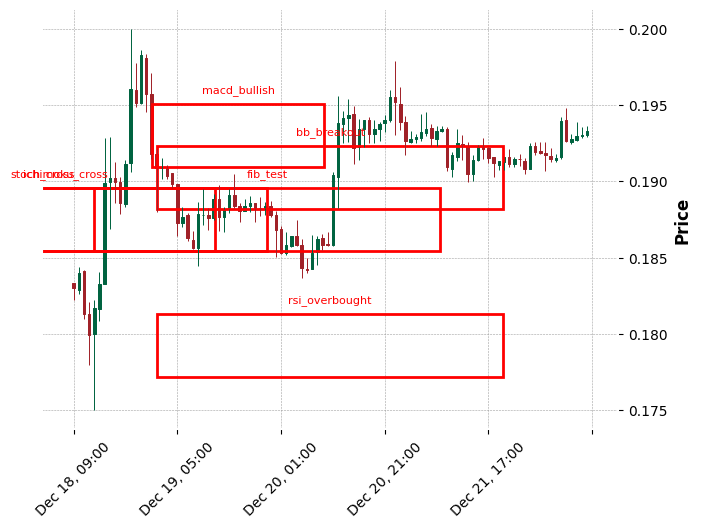 0.200
macd_bullish
0.195
bb_breakout
stoch_cross
ichimoku_cross
fib_test
0.190
Price
0.185
rsi_overbought
0.180
0.175
Dec 18, 09:00
Dec 19, 05:00
Dec 20, 01:00
Dec 20, 21:00
Dec 21, 17:00